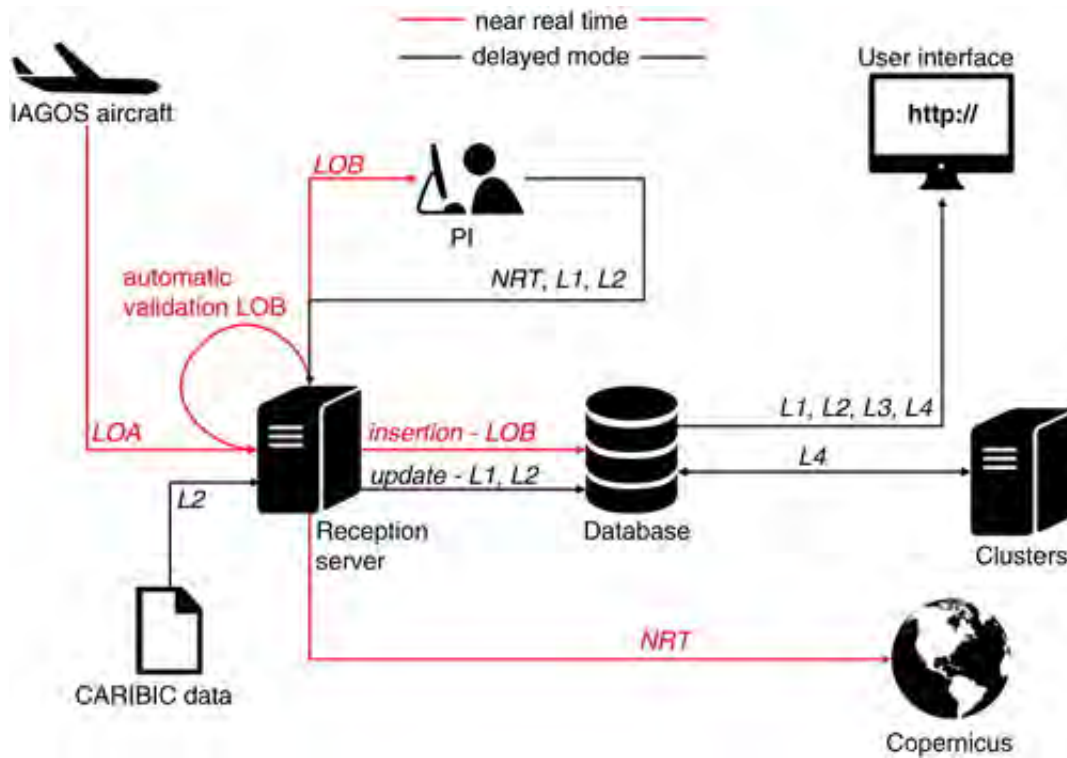 near real time
delayed mode
IAGOS aircraft
User interface
http://
LOB
PI
NRT, L1, L2
automatic
validation LOB
LOA
insertion - LOB
update - L1, L2
L1, L2, L3, L4
L4
L2
Reception
server
Database
Clusters
NRT
CARIBIC data
Copernicus